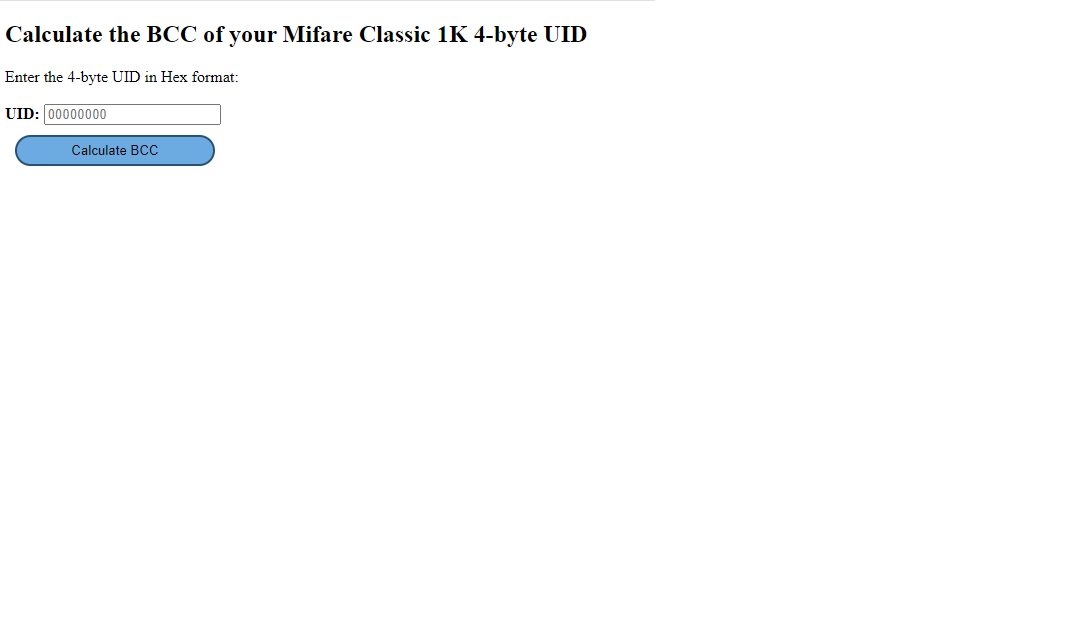 Calculate the BCC of your Mifare Classic 1K 4-byte UID
Enter the 4-byte UID in Hex format:
UID: 00000000
Calculate BCC